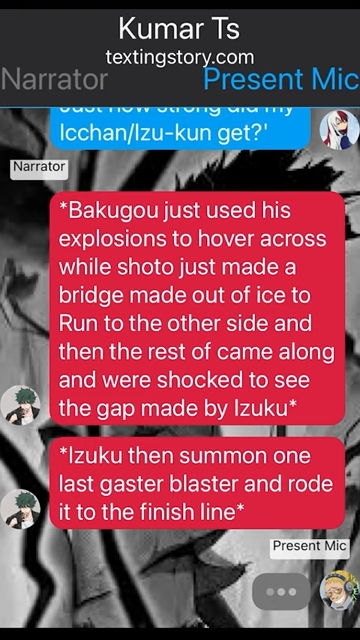 Kumar Ts
textingstory.com
Narrator
Present Mic
Just how strong did my
Icchan/Izu-kun get?'
Narrator
*Bakugou just used his
explosions to hover across
while shoto just made a
bridge made out of ice to
Run to the other side and
then the rest of came along
and were shocked to see
the gap made by Izuku*
*Izuku then summon one
last gaster blaster and rode
it to the finish line*
Present Mic